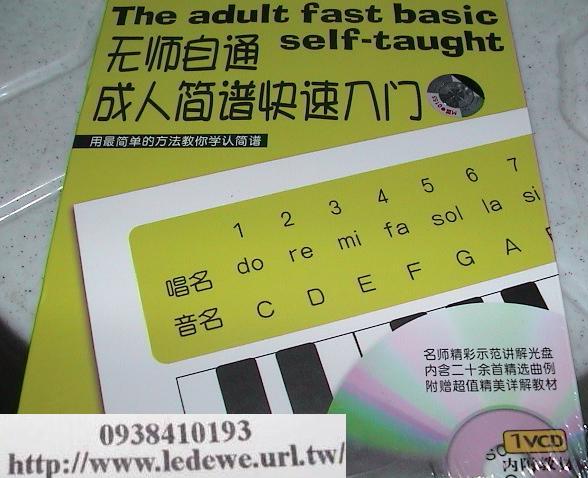 The adult fast basic
无师自通 self-taught
成人简谱快速入门
用最简单的方法教你学认简谱
1 2 3 4 5 6 7
唱名 do re mi fa sol la si
音名 C D E F G A
名师精彩示范讲解光盘
内含二十余首精选曲例
附赠超值精美详解教材
1VCD
0938410193
http://www.ledewe.url.tw/